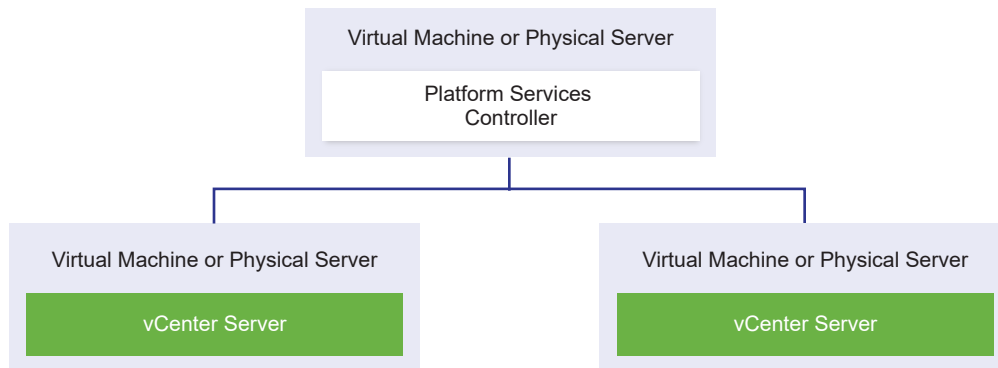 Virtual Machine or Physical Server
Platform Services
Controller
Virtual Machine or Physical Server
vCenter Server
Virtual Machine or Physical Server
vCenter Server